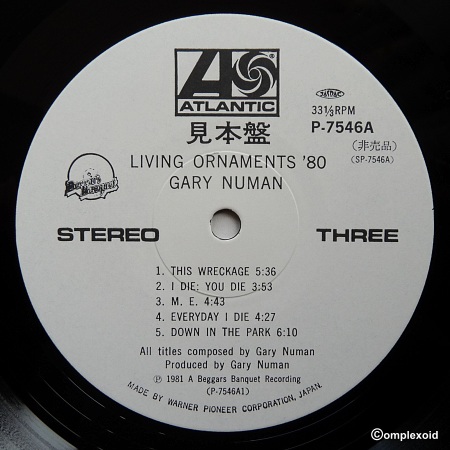 ATLANTIC
JASRAC
見本盤
33⅓RPM
P-7546A
(非売品)
(SP-7546A)
LIVING ORNAMENTS '80
GARY NUMAN
STEREO
THREE
1. THIS WRECKAGE 5:36
2. I DIE: YOU DIE 3:53
3. M. E. 4:43
4. EVERYDAY I DIE 4:27
5. DOWN IN THE PARK 6:10
All titles composed by Gary Numan
Produced by Gary Numan
Ⓟ 1981 A Beggars Banquet Recording
(P-7546A1)
MADE BY WARNER PIONEER CORPORATION, JAPAN.
©omplexoid